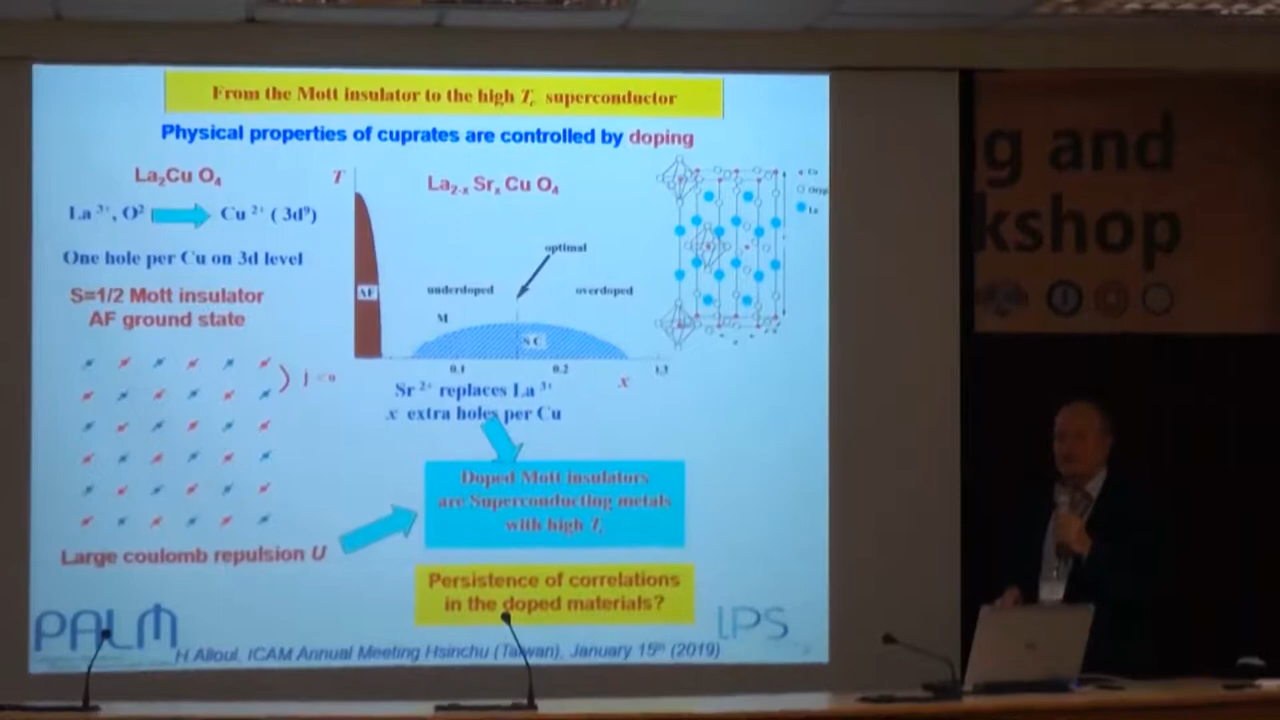 From the Mott insulator to the high Tc superconductor
Physical properties of cuprates are controlled by doping
La2Cu O4
La 3+, O2 Cu 2+ ( 3d9)
One hole per Cu on 3d level
S=1/2 Mott insulator
AF ground state
Large coulomb repulsion U
T
La2-x Srx Cu O4
optimal
underdoped
overdoped
AF
M
SC
0.1
0.2
x
Sr 2+ replaces La 3+
x extra holes per Cu
Doped Mott insulators
are Superconducting metals
with high Tc
Persistence of correlations
in the doped materials?
PALM
LPS
H Alloul, ICAM Annual Meeting Hsinchu (Taiwan), January 15th (2019)
g and
kshop